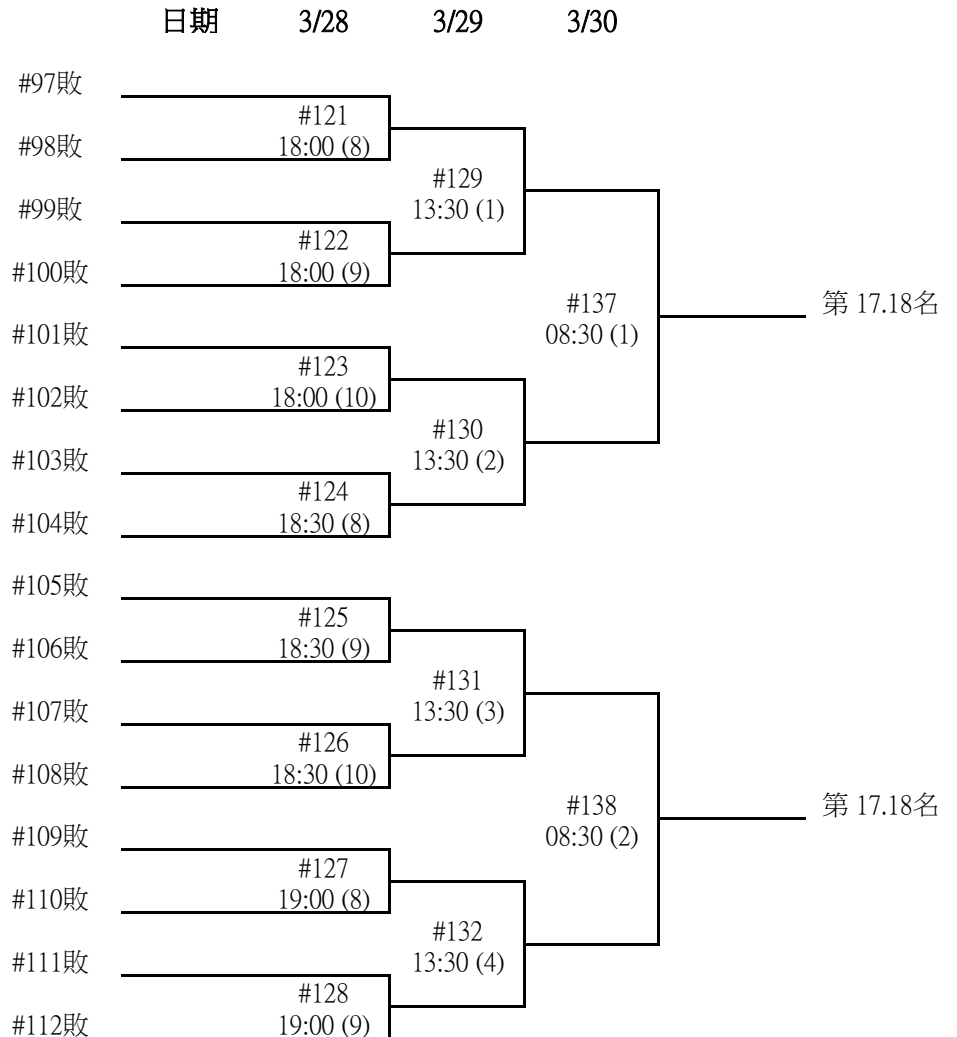 日期 3/28 3/29 3/30
#97敗
#121
#98敗
18:00 (8)
#129
#99敗
13:30 (1)
#122
#100敗
18:00 (9)
#137
第 17.18名
#101敗
08:30 (1)
#123
#102敗
18:00 (10)
#130
#103敗
13:30 (2)
#124
#104敗
18:30 (8)
#105敗
#125
#106敗
18:30 (9)
#131
#107敗
13:30 (3)
#126
#108敗
18:30 (10)
#138
第 17.18名
#109敗
08:30 (2)
#127
#110敗
19:00 (8)
#132
#111敗
13:30 (4)
#128
#112敗
19:00 (9)